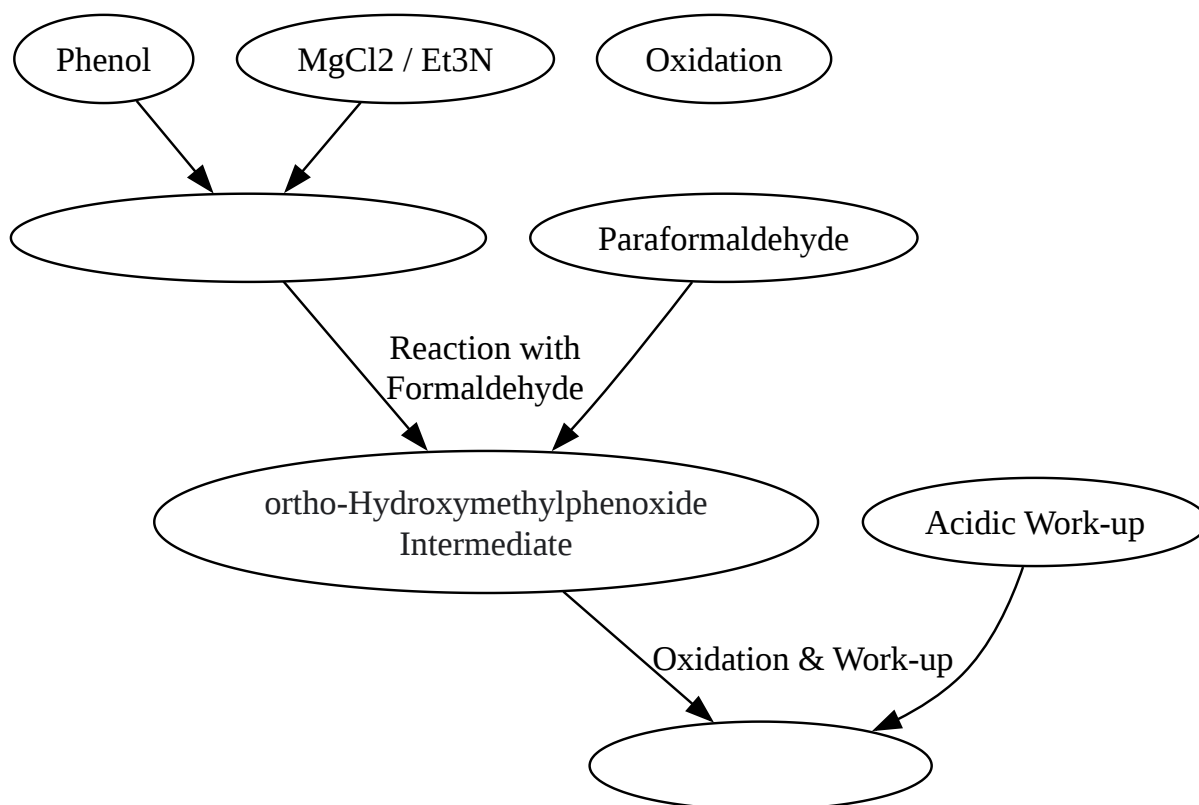 Phenol
MgCl2 / Et3N
Oxidation
Paraformaldehyde
Reaction with
Formaldehyde
ortho-Hydroxymethylphenoxide
Intermediate
Acidic Work-up
Oxidation & Work-up